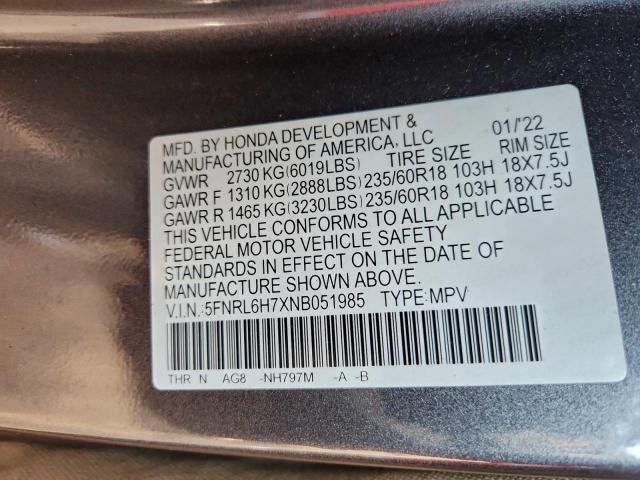 MFD. BY HONDA DEVELOPMENT &
MANUFACTURING OF AMERICA, LLC 01/'22
GVWR 2730 KG(6019LBS) TIRE SIZE RIM SIZE
GAWR F 1310 KG(2888LBS) 235/60R18 103H 18X7.5J
GAWR R 1465 KG(3230LBS) 235/60R18 103H 18X7.5J
THIS VEHICLE CONFORMS TO ALL APPLICABLE
FEDERAL MOTOR VEHICLE SAFETY
STANDARDS IN EFFECT ON THE DATE OF
MANUFACTURE SHOWN ABOVE.
V.I.N.:5FNRL6H7XNB051985 TYPE:MPV
THR N AG8 -NH797M -A -B